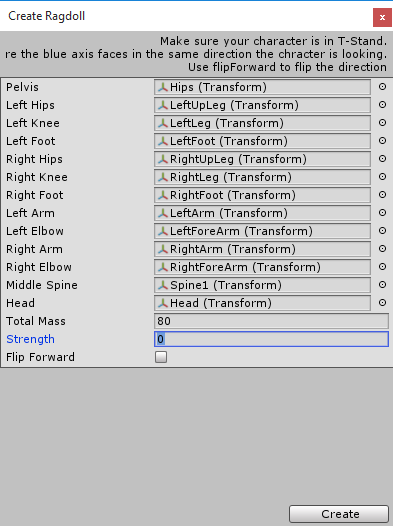 Create Ragdoll
x
Make sure your character is in T-Stand.
re the blue axis faces in the same direction the chracter is looking.
Use flipForward to flip the direction
Pelvis Hips (Transform)
Left Hips LeftUpLeg (Transform)
Left Knee LeftLeg (Transform)
Left Foot LeftFoot (Transform)
Right Hips RightUpLeg (Transform)
Right Knee RightLeg (Transform)
Right Foot RightFoot (Transform)
Left Arm LeftArm (Transform)
Left Elbow LeftForeArm (Transform)
Right Arm RightArm (Transform)
Right Elbow RightForeArm (Transform)
Middle Spine Spine1 (Transform)
Head Head (Transform)
Total Mass 80
Strength 0
Flip Forward
Create